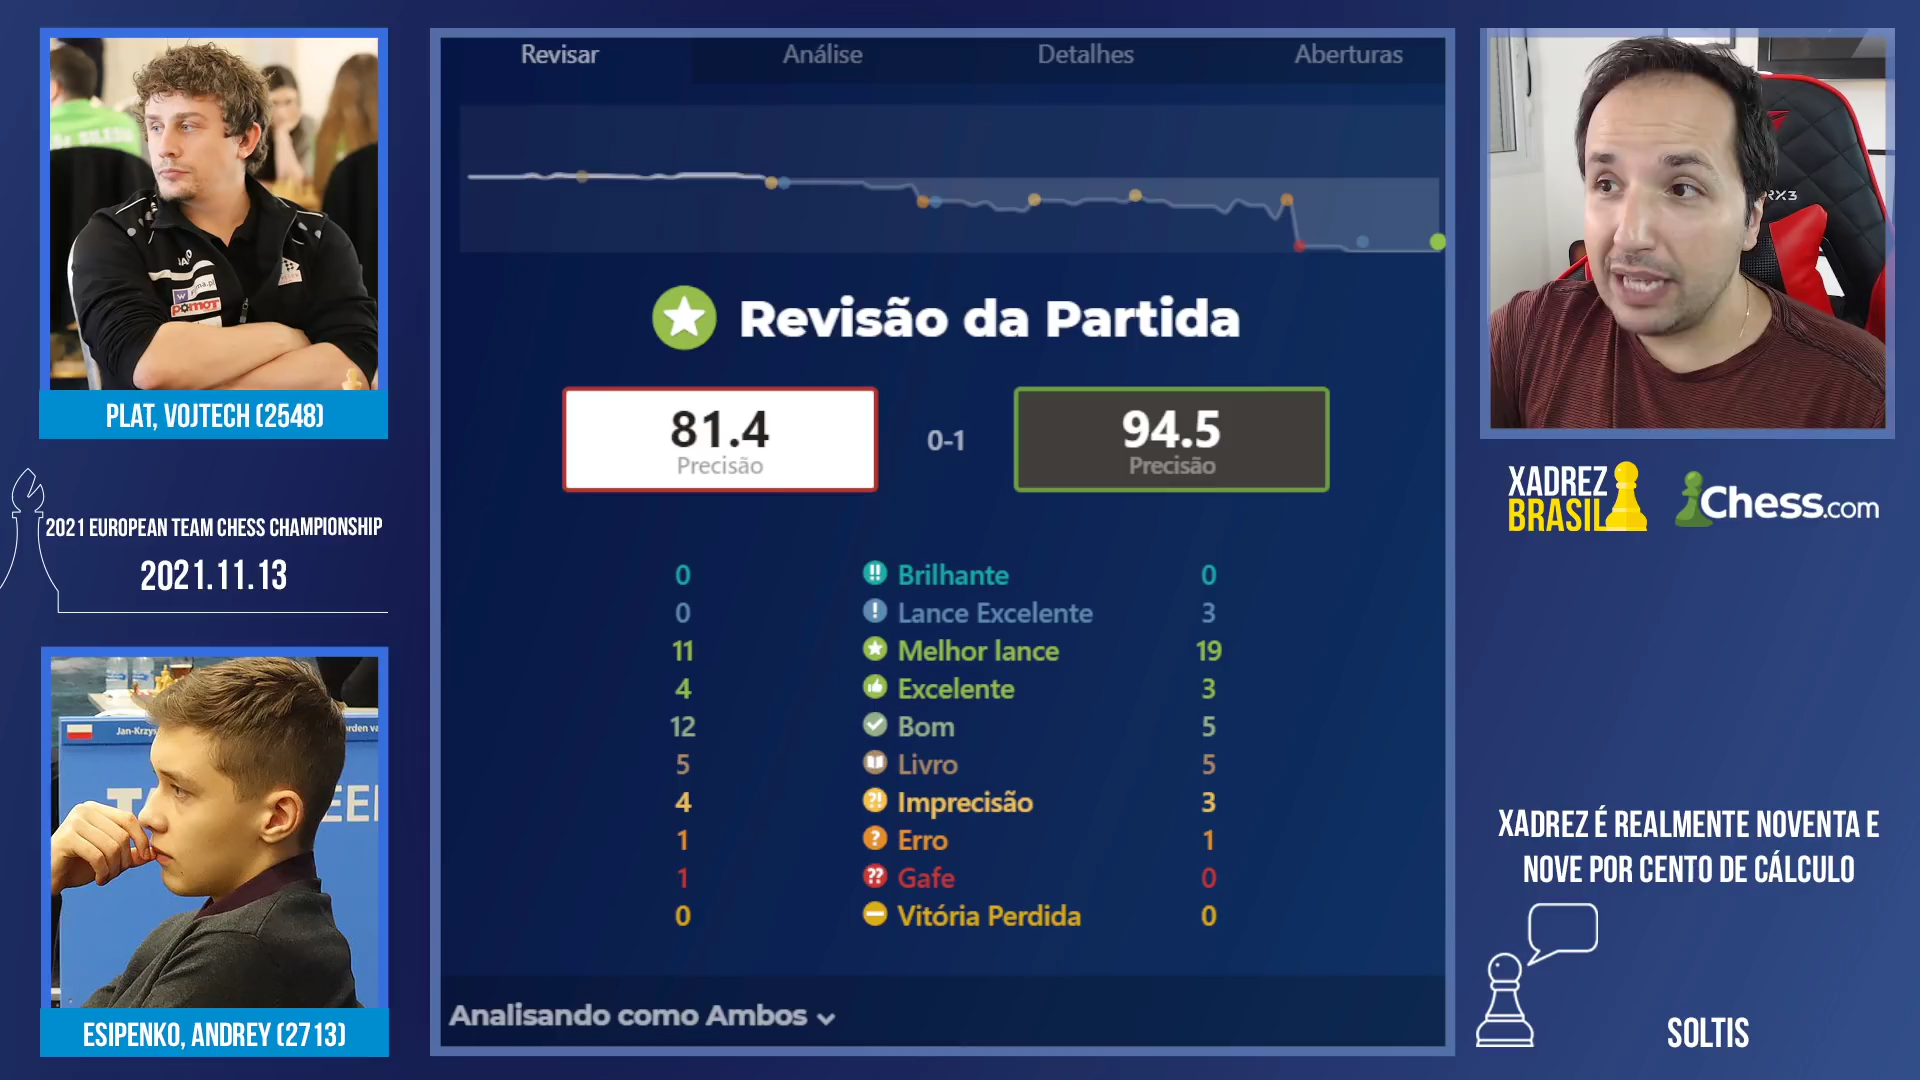 PLAT, VOJTECH (2548)
2021 EUROPEAN TEAM CHESS CHAMPIONSHIP
2021.11.13
Jan-Krzys
ESIPENKO, ANDREY (2713)
Revisar
Análise
Detalhes
Aberturas
Revisão da Partida
81.4
Precisão
0-1
94.5
Precisão
0 Brilhante 0
0 Lance Excelente 3
11 Melhor lance 19
4 Excelente 3
12 Bom 5
5 Livro 5
4 Imprecisão 3
1 Erro 1
1 Gafe 0
0 Vitória Perdida 0
Analisando como Ambos
RX3
XADREZ
BRASIL
Chess.com
XADREZ É REALMENTE NOVENTA E
NOVE POR CENTO DE CÁLCULO
SOLTIS